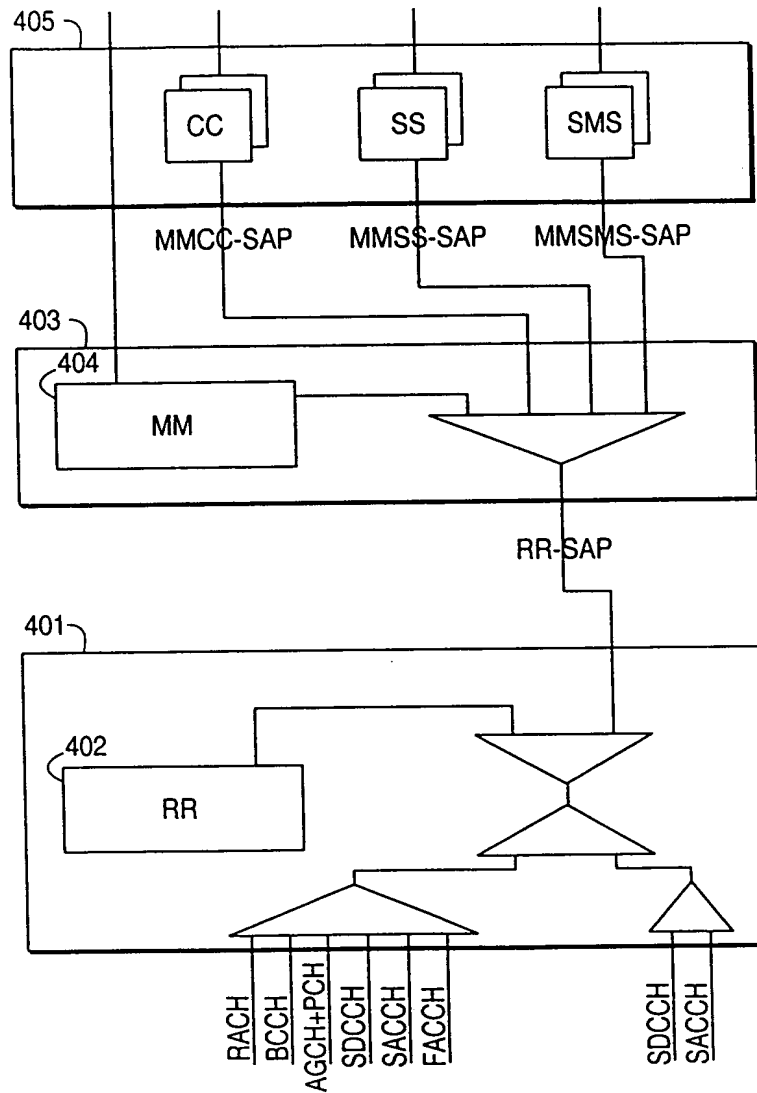 405
CC
SS
SMS
MMCC-SAP
MMSS-SAP
MMSMS-SAP
403
404
MM
RR-SAP
401
402
RR
RACH
BCCH
AGCH+PCH
SDCCH
SACCH
FACCH
SDCCH
SACCH